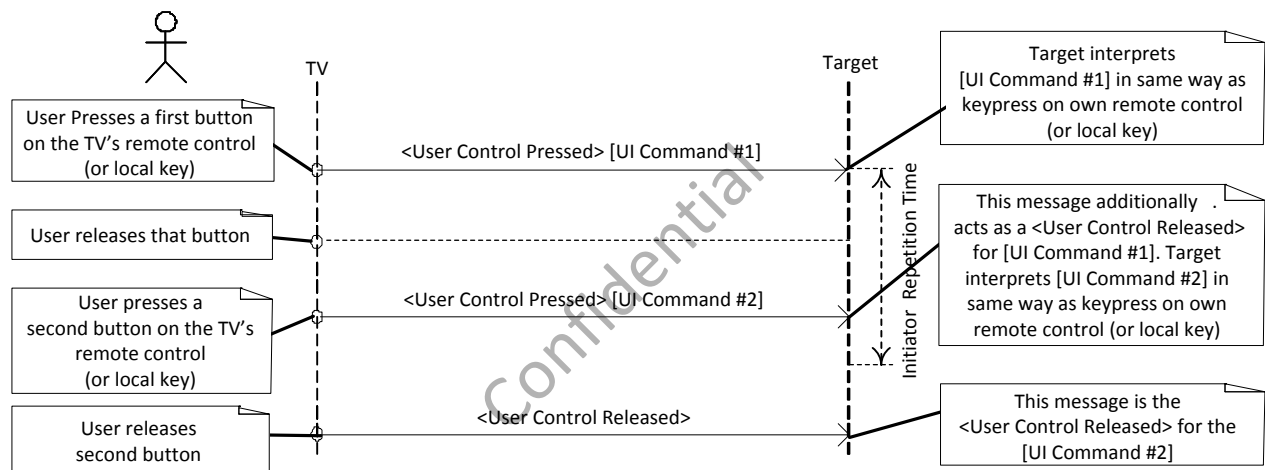 TV
Target
User Presses a first button
on the TV's remote control
(or local key)
<User Control Pressed> [UI Command #1]
Target interprets
[UI Command #1] in same way as
keypress on own remote control
(or local key)
User releases that button
Initiator Repetition Time
This message additionally .
acts as a <User Control Released>
for [UI Command #1]. Target
interprets [UI Command #2] in
same way as keypress on own
remote control (or local key)
User presses a
second button on the TV's
remote control
(or local key)
<User Control Pressed> [UI Command #2]
Confidential
User releases
second button
<User Control Released>
This message is the
<User Control Released> for the
[UI Command #2]